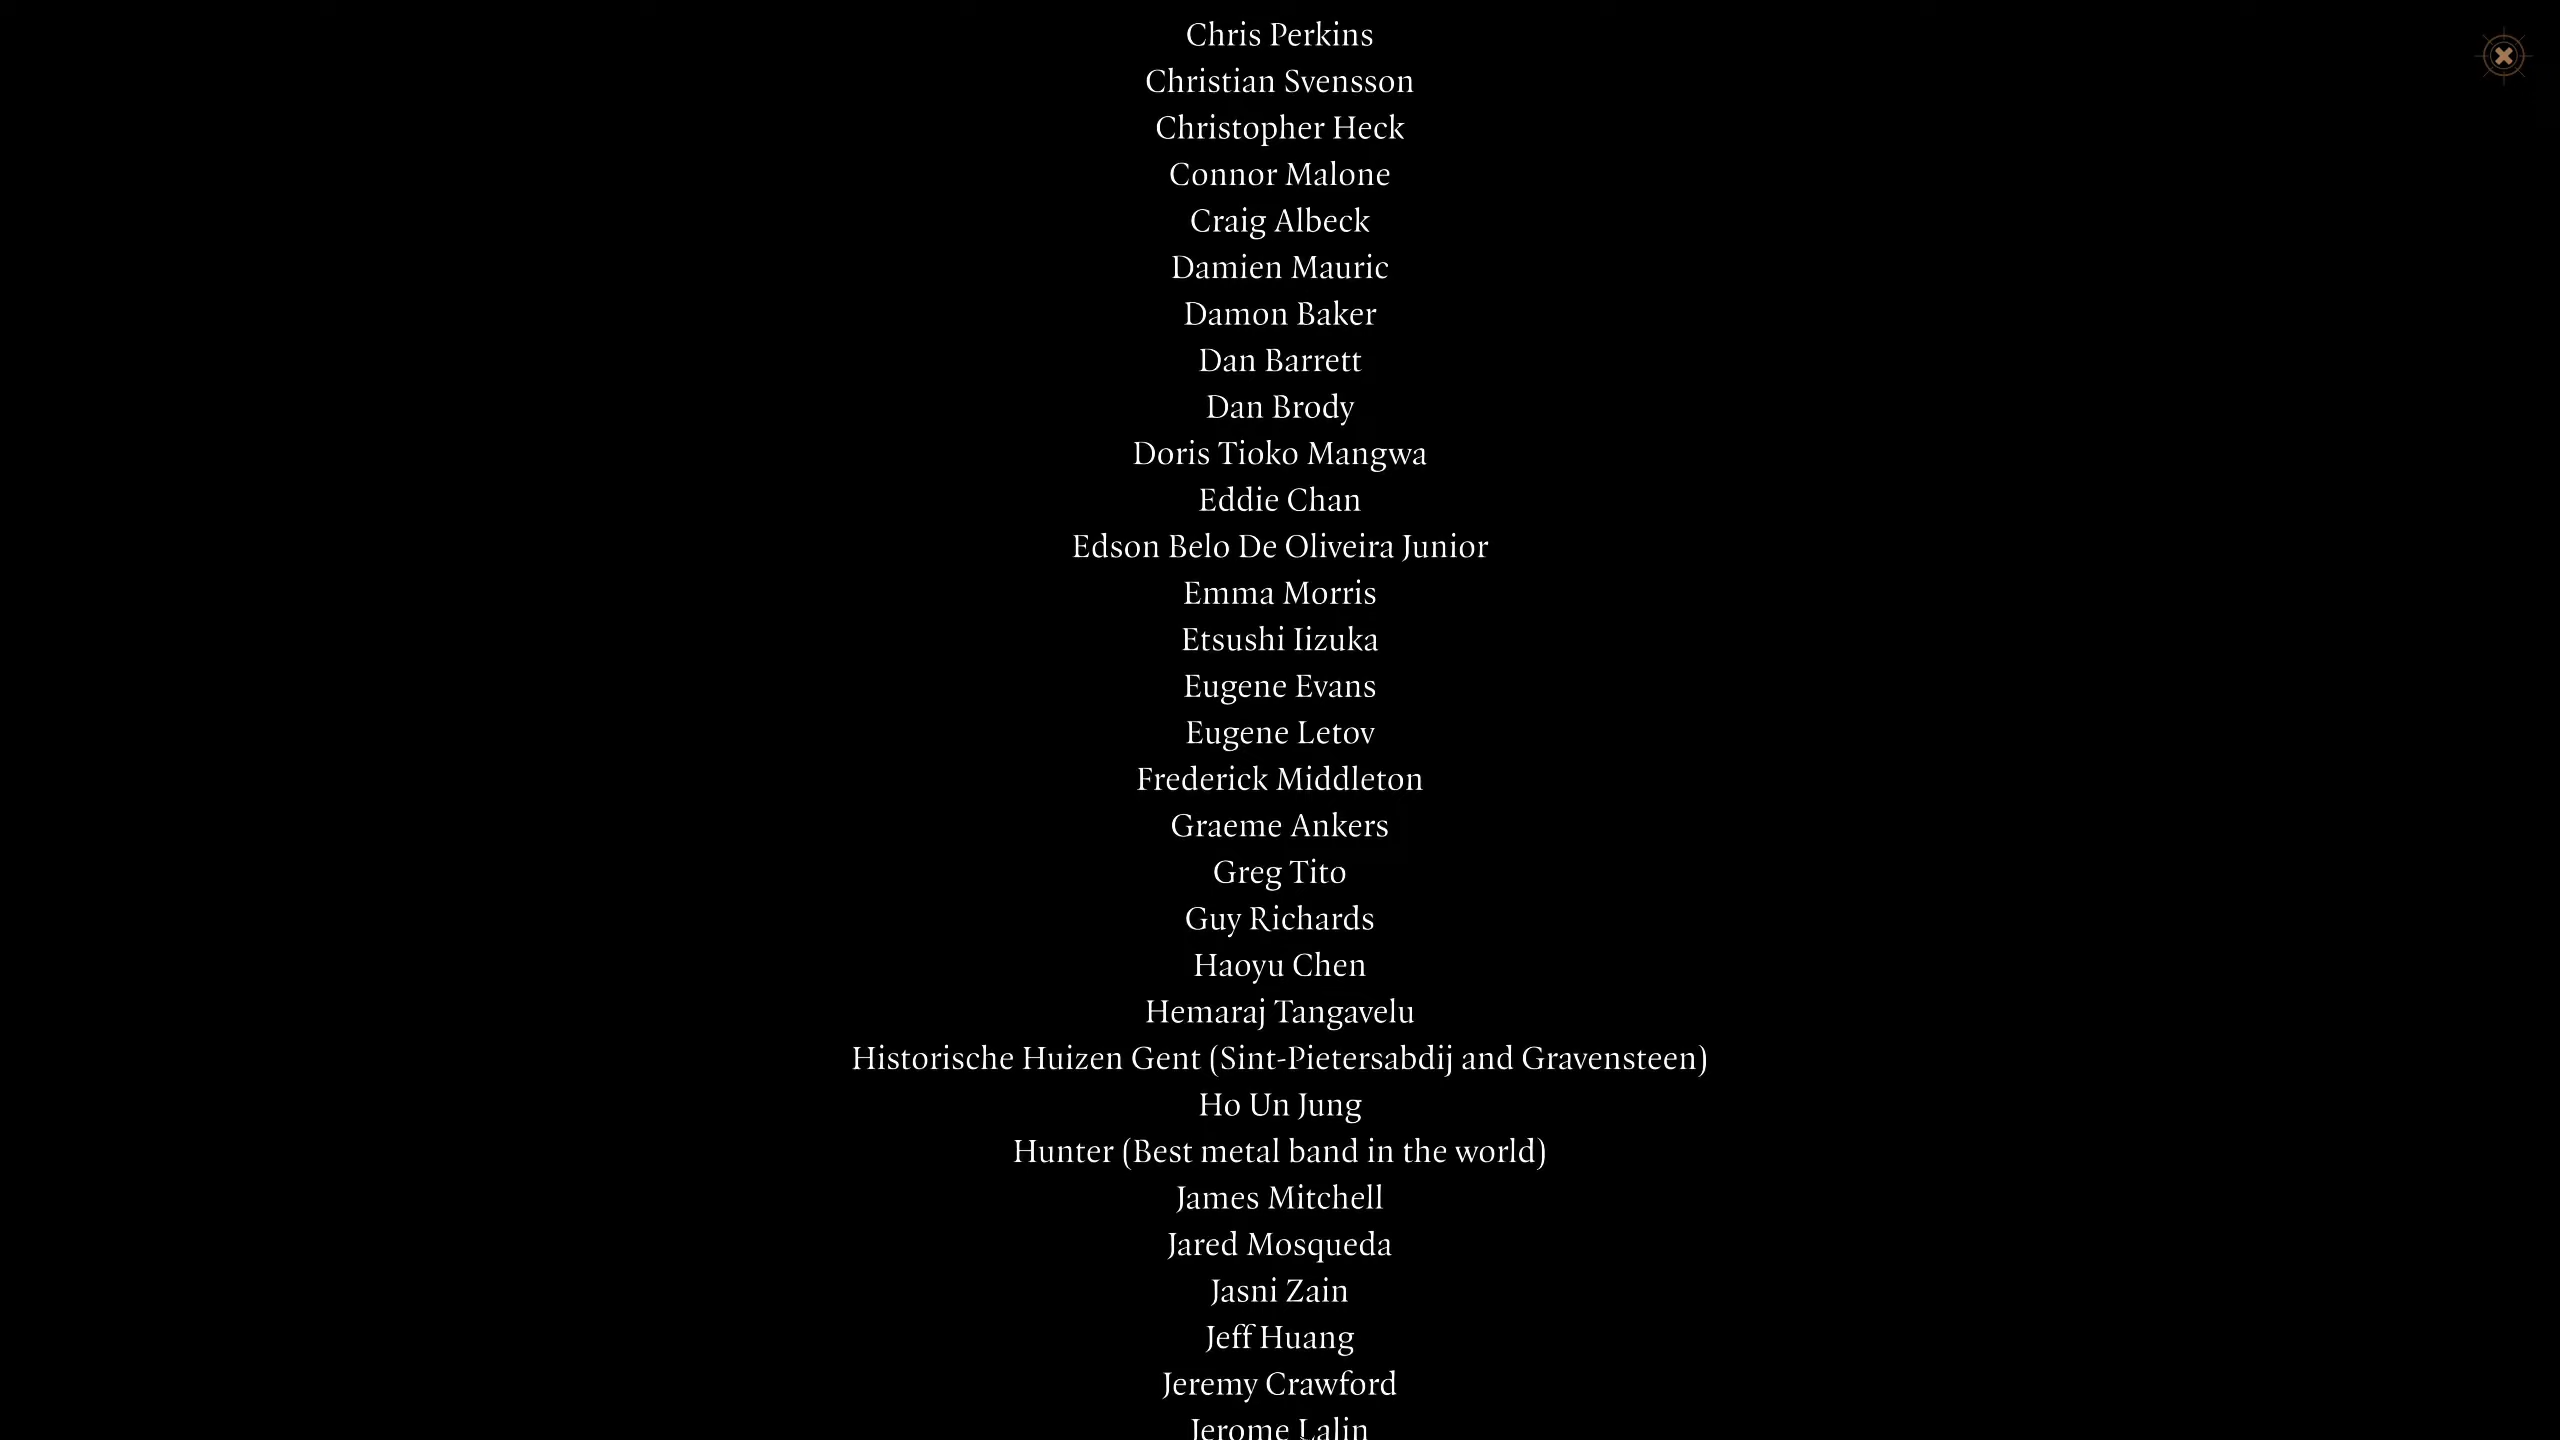 Chris Perkins
Christian Svensson
Christopher Heck
Connor Malone
Craig Albeck
Damien Mauric
Damon Baker
Dan Barrett
Dan Brody
Doris Tioko Mangwa
Eddie Chan
Edson Belo De Oliveira Junior
Emma Morris
Etsushi Iizuka
Eugene Evans
Eugene Letov
Frederick Middleton
Graeme Ankers
Greg Tito
Guy Richards
Haoyu Chen
Hemaraj Tangavelu
Historische Huizen Gent (Sint-Pietersabdij and Gravensteen)
Ho Un Jung
Hunter (Best metal band in the world)
James Mitchell
Jared Mosqueda
Jasni Zain
Jeff Huang
Jeremy Crawford
Jerome Lalin